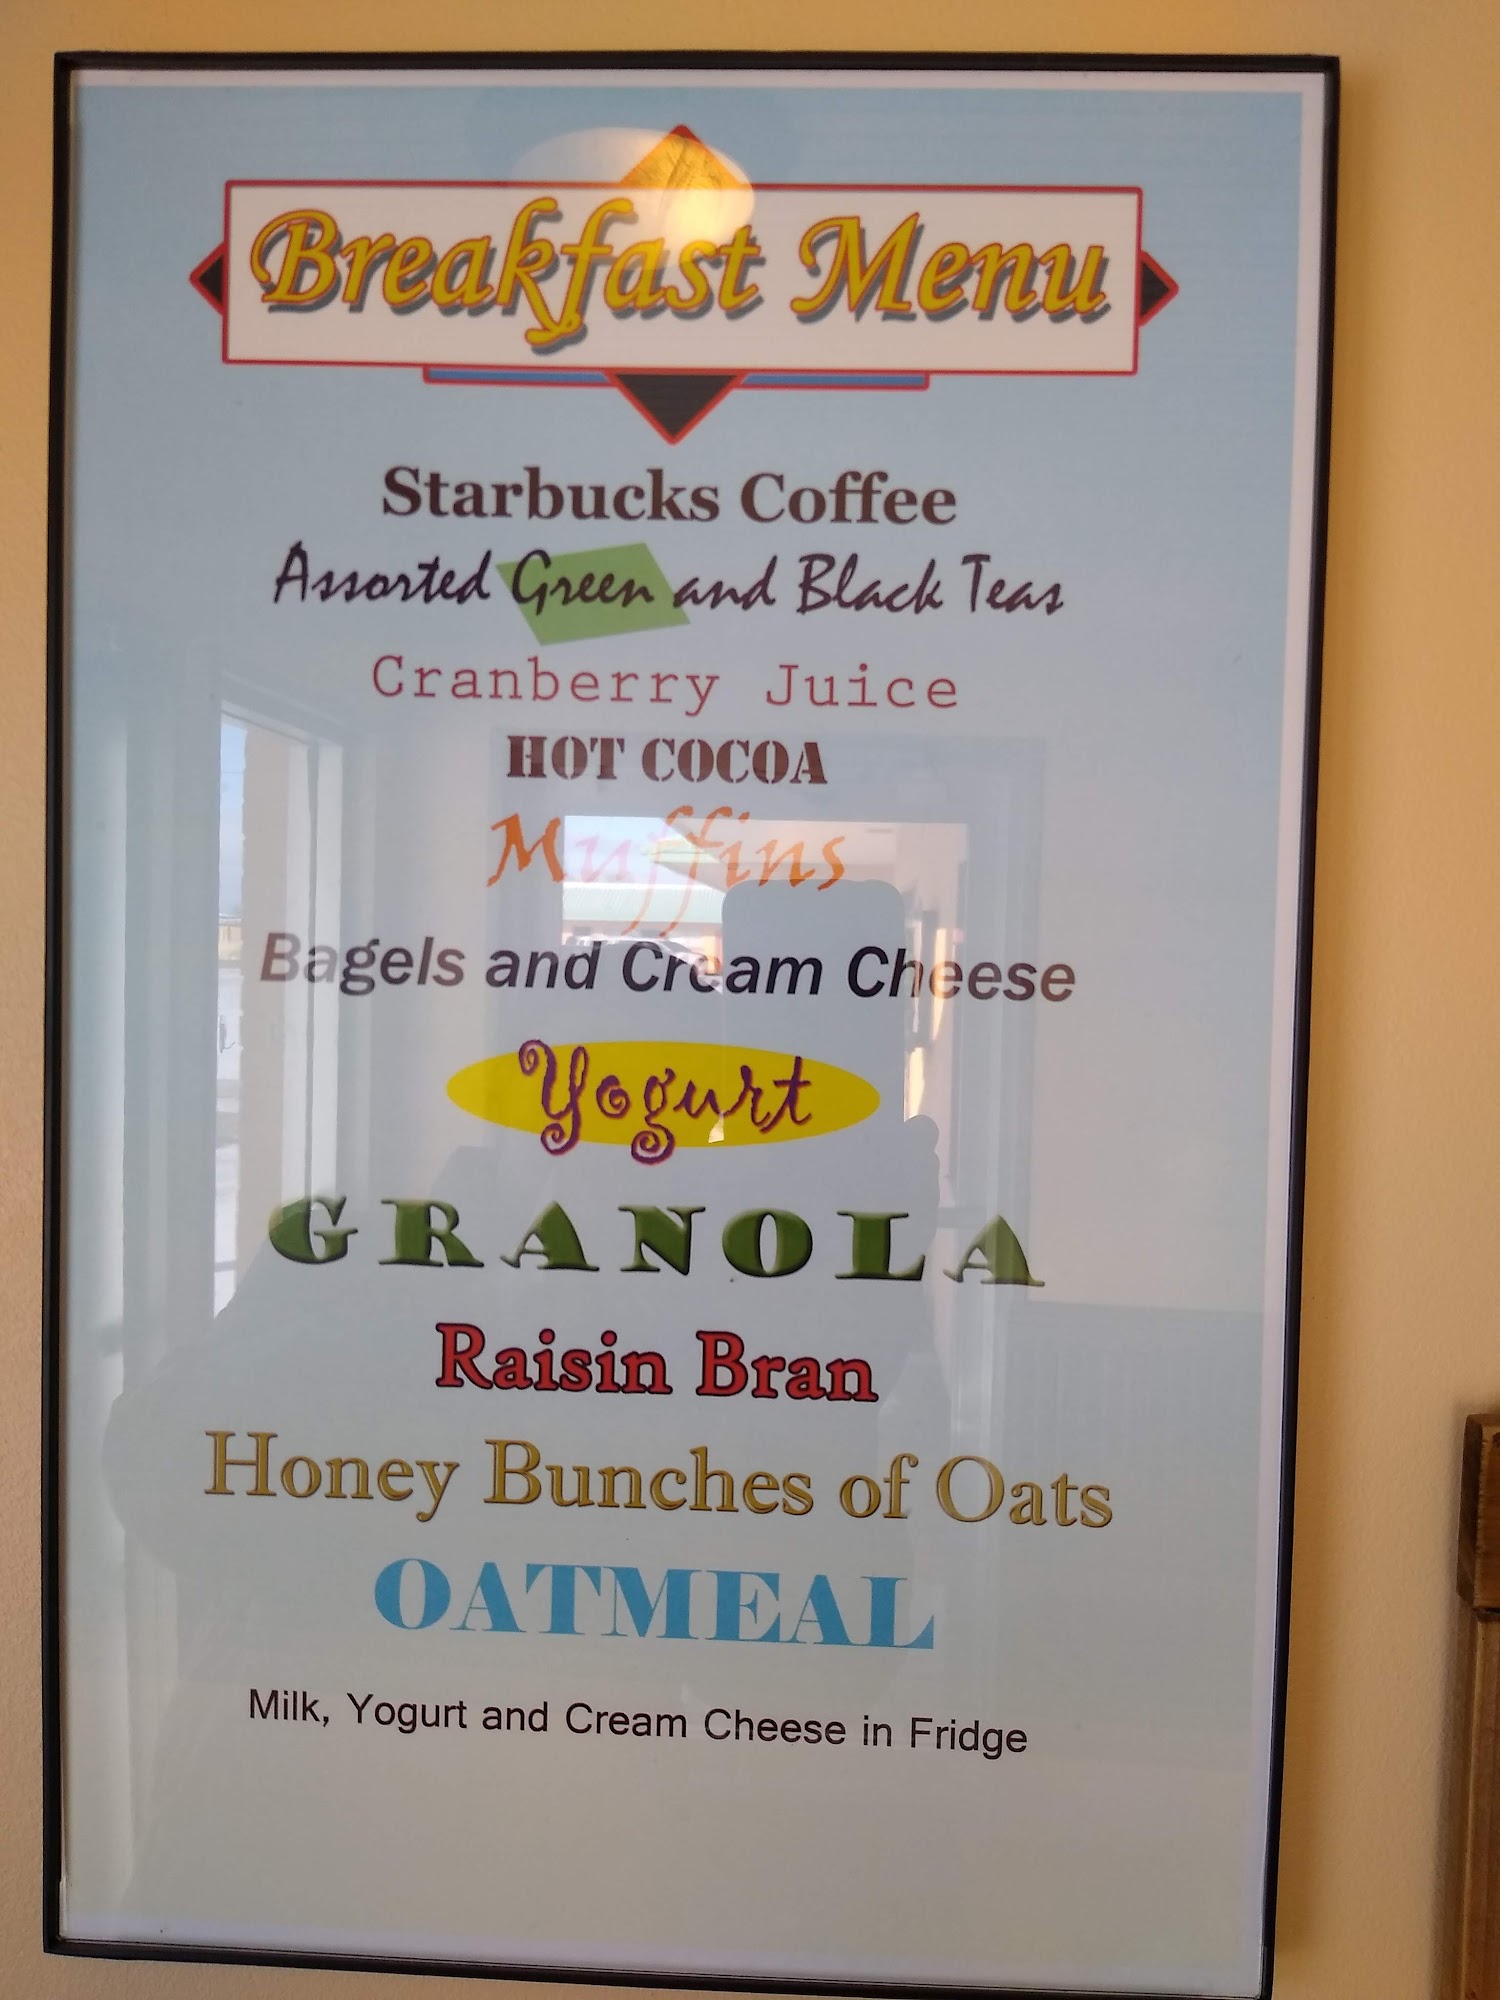 Breakfast Menu
Starbucks Coffee
Assorted Green and Black Teas
Cranberry Juice
HOT COCOA
Muffins
Bagels and Cream Cheese
Yogurt
GRANOLA
Raisin Bran
Honey Bunches of Oats
OATMEAL
Milk, Yogurt and Cream Cheese in Fridge